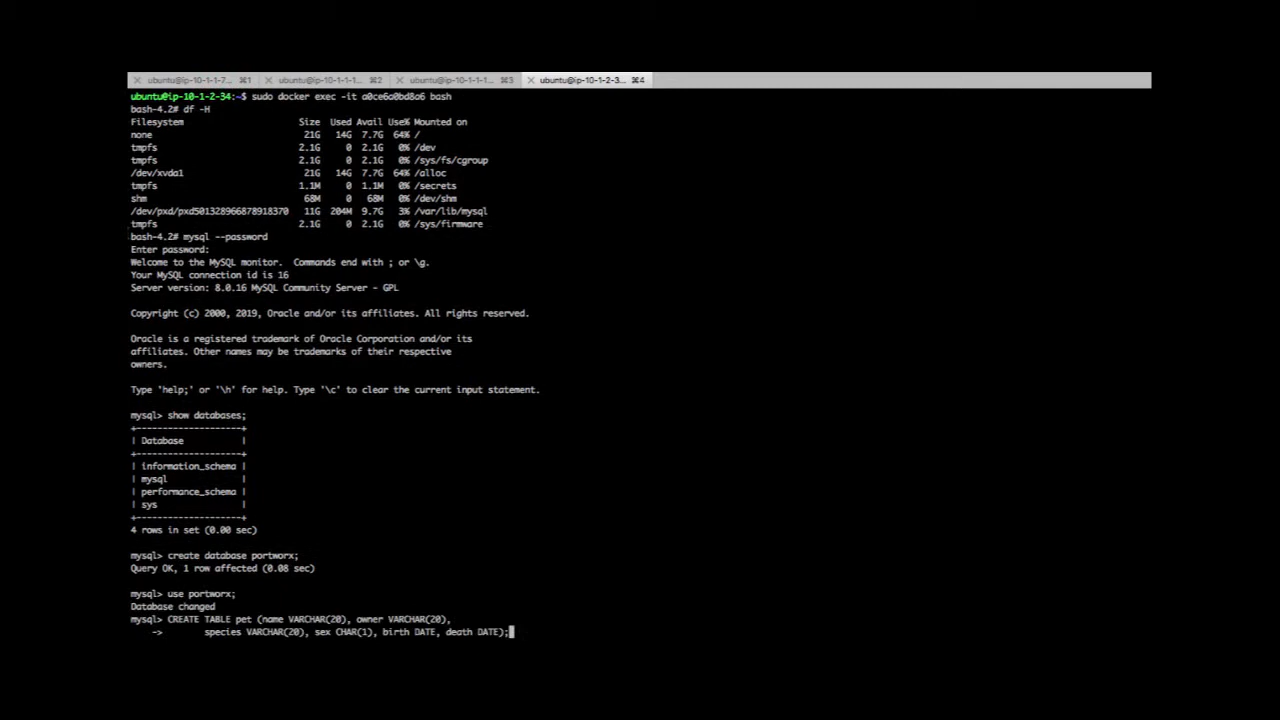 ubuntu@ip-10-1-1-7... ⌘1 ubuntu@ip-10-1-1-1... ⌘2 ubuntu@ip-10-1-1-1... ⌘3 ubuntu@ip-10-1-2-3... ⌘4
ubuntu@ip-10-1-2-34:~$ sudo docker exec -it a0ce6a0bd8a6 bash
bash-4.2# df -H
Filesystem Size Used Avail Use% Mounted on
none 21G 14G 7.7G 64% /
tmpfs 2.1G 0 2.1G 0% /dev
tmpfs 2.1G 0 2.1G 0% /sys/fs/cgroup
/dev/xvda1 21G 14G 7.7G 64% /alloc
tmpfs 1.1M 0 1.1M 0% /secrets
shm 68M 0 68M 0% /dev/shm
/dev/pxd/pxd501328966878918370 11G 204M 9.7G 3% /var/lib/mysql
tmpfs 2.1G 0 2.1G 0% /sys/firmware
bash-4.2# mysql --password
Enter password:
Welcome to the MySQL monitor.  Commands end with ; or \g.
Your MySQL connection id is 16
Server version: 8.0.16 MySQL Community Server - GPL
Copyright (c) 2000, 2019, Oracle and/or its affiliates. All rights reserved.
Oracle is a registered trademark of Oracle Corporation and/or its
affiliates. Other names may be trademarks of their respective
owners.
Type 'help;' or '\h' for help. Type '\c' to clear the current input statement.
mysql> show databases;
+--------------------+
| Database           |
+--------------------+
| information_schema |
| mysql              |
| performance_schema |
| sys                |
+--------------------+
4 rows in set (0.00 sec)
mysql> create database portworx;
Query OK, 1 row affected (0.08 sec)
mysql> use portworx;
Database changed
mysql> CREATE TABLE pet (name VARCHAR(20), owner VARCHAR(20),
-> species VARCHAR(20), sex CHAR(1), birth DATE, death DATE);